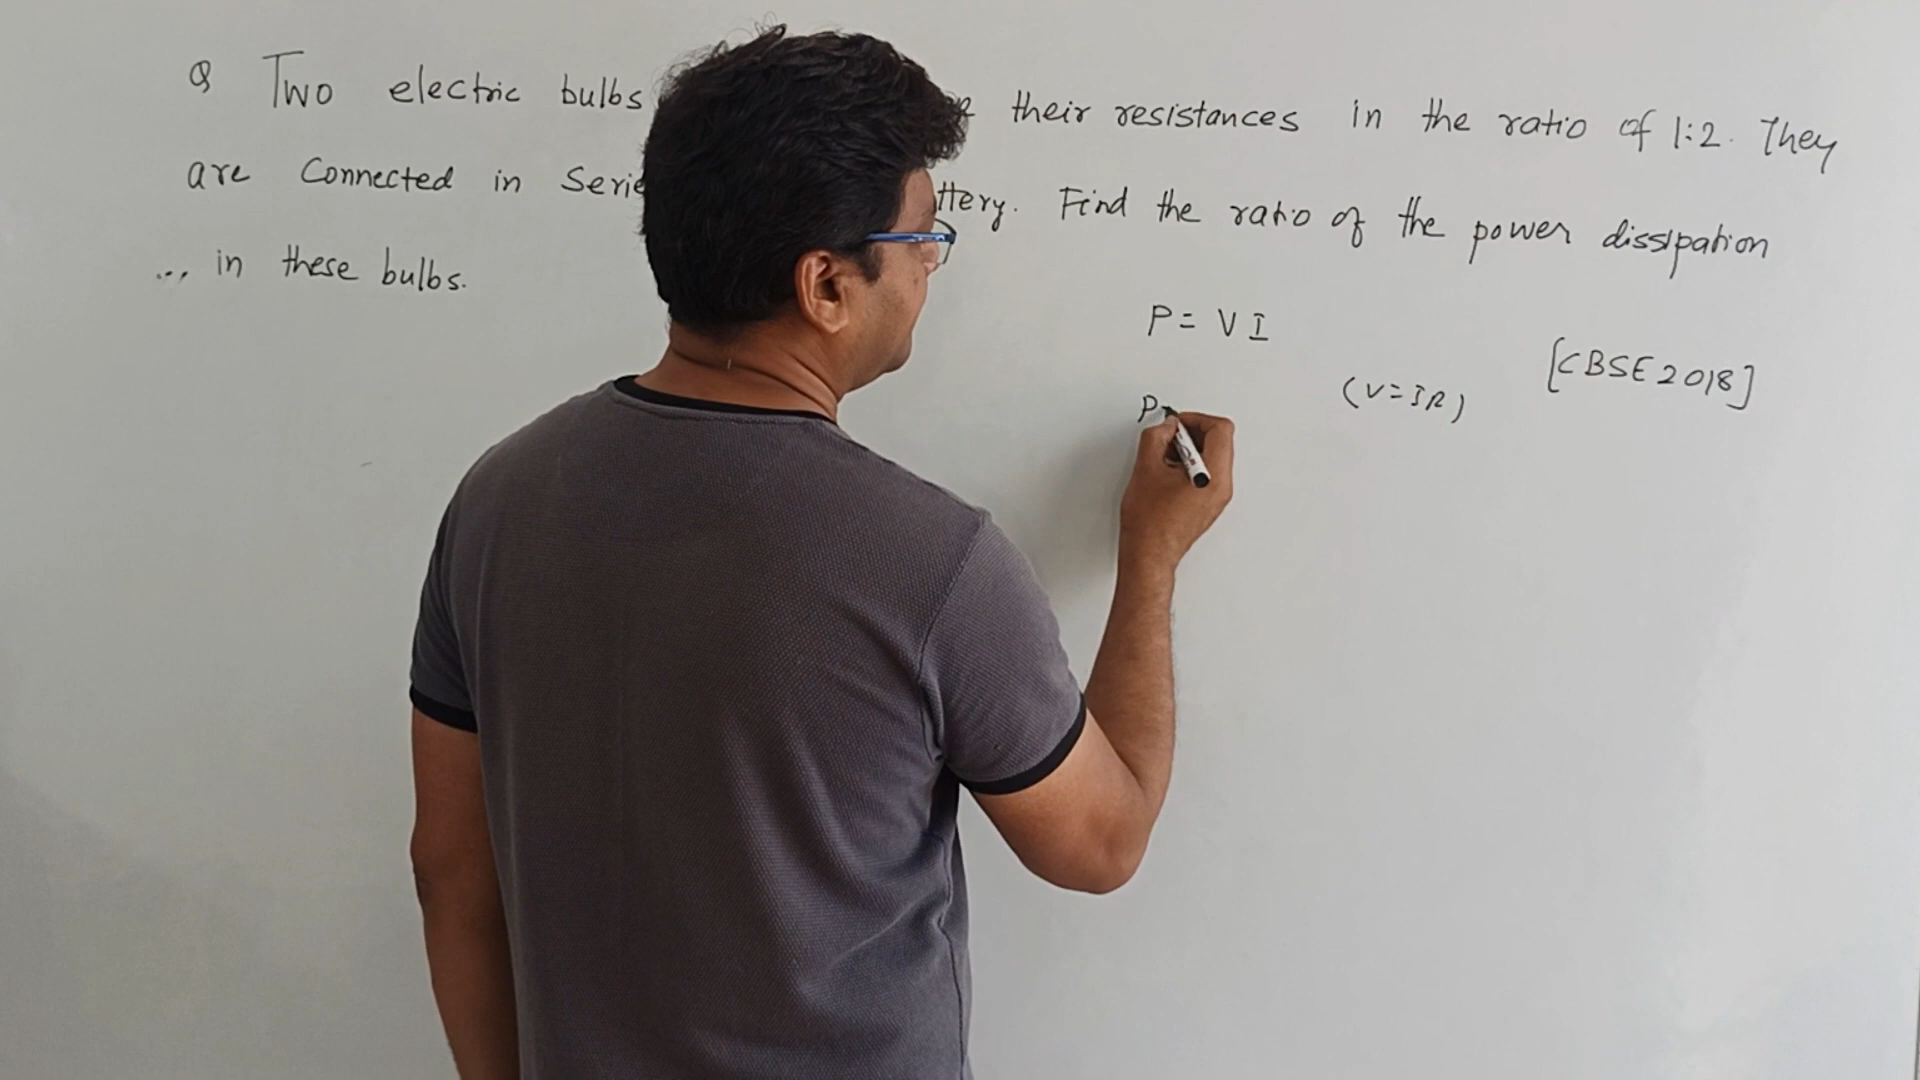 Q Two electric bulbs their resistances in the ratio of 1:2. They
are Connected in Serie ttery. Find the ratio of the power dissipation
... in these bulbs.
P = V I
[CBSE 2018]
P (V = IR)